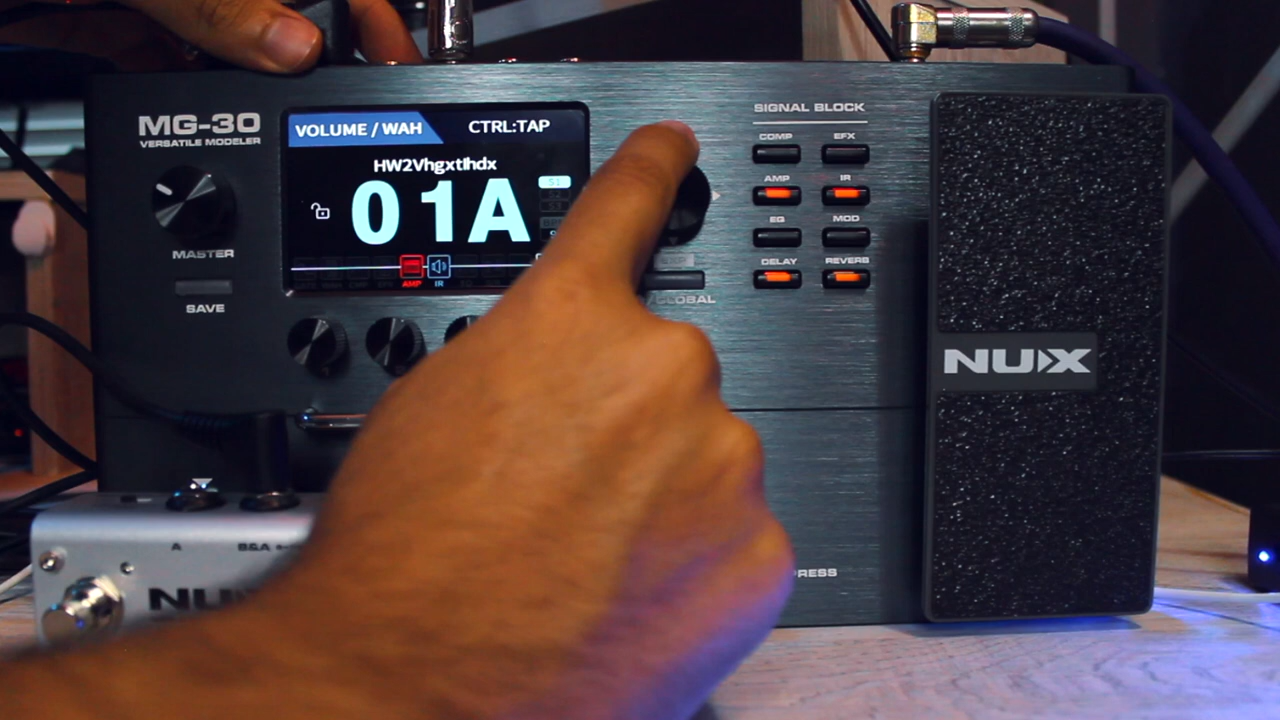 MG-30
VERSATILE MODELER
VOLUME / WAH
CTRL:TAP
HW2Vhgxtlhdx
01A
AMP
IR
MASTER
SAVE
/GLOBAL
SIGNAL BLOCK
COMP
EFX
AMP
IR
EQ
MOD
DELAY
REVERB
NUX
PRESS
A
B&A
NU